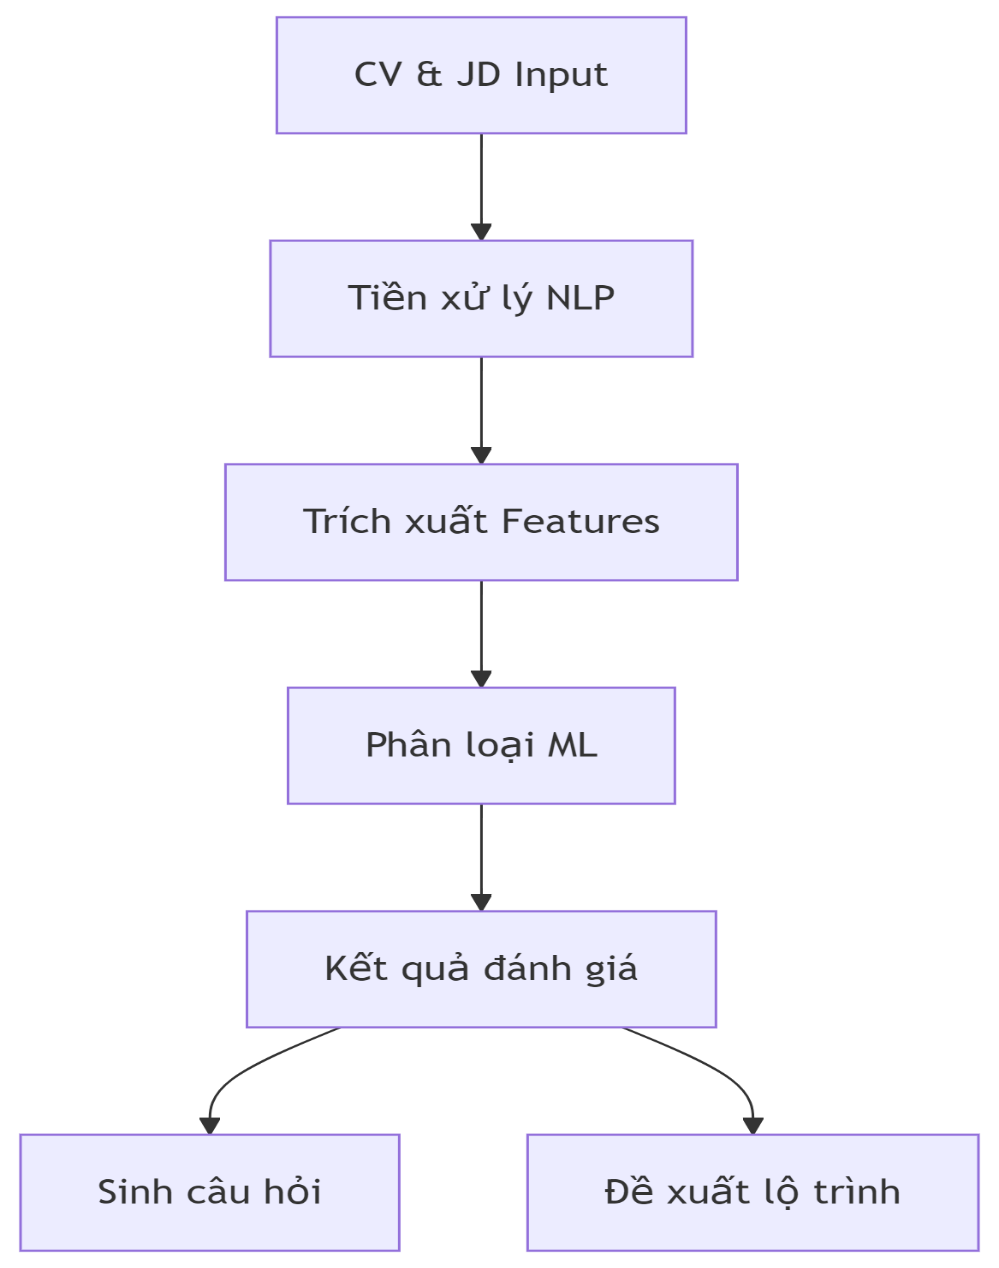 CV & JD Input
Tiền xử lý NLP
Trích xuất Features
Phân loại ML
Kết quả đánh giá
Sinh câu hỏi
Đề xuất lộ trình